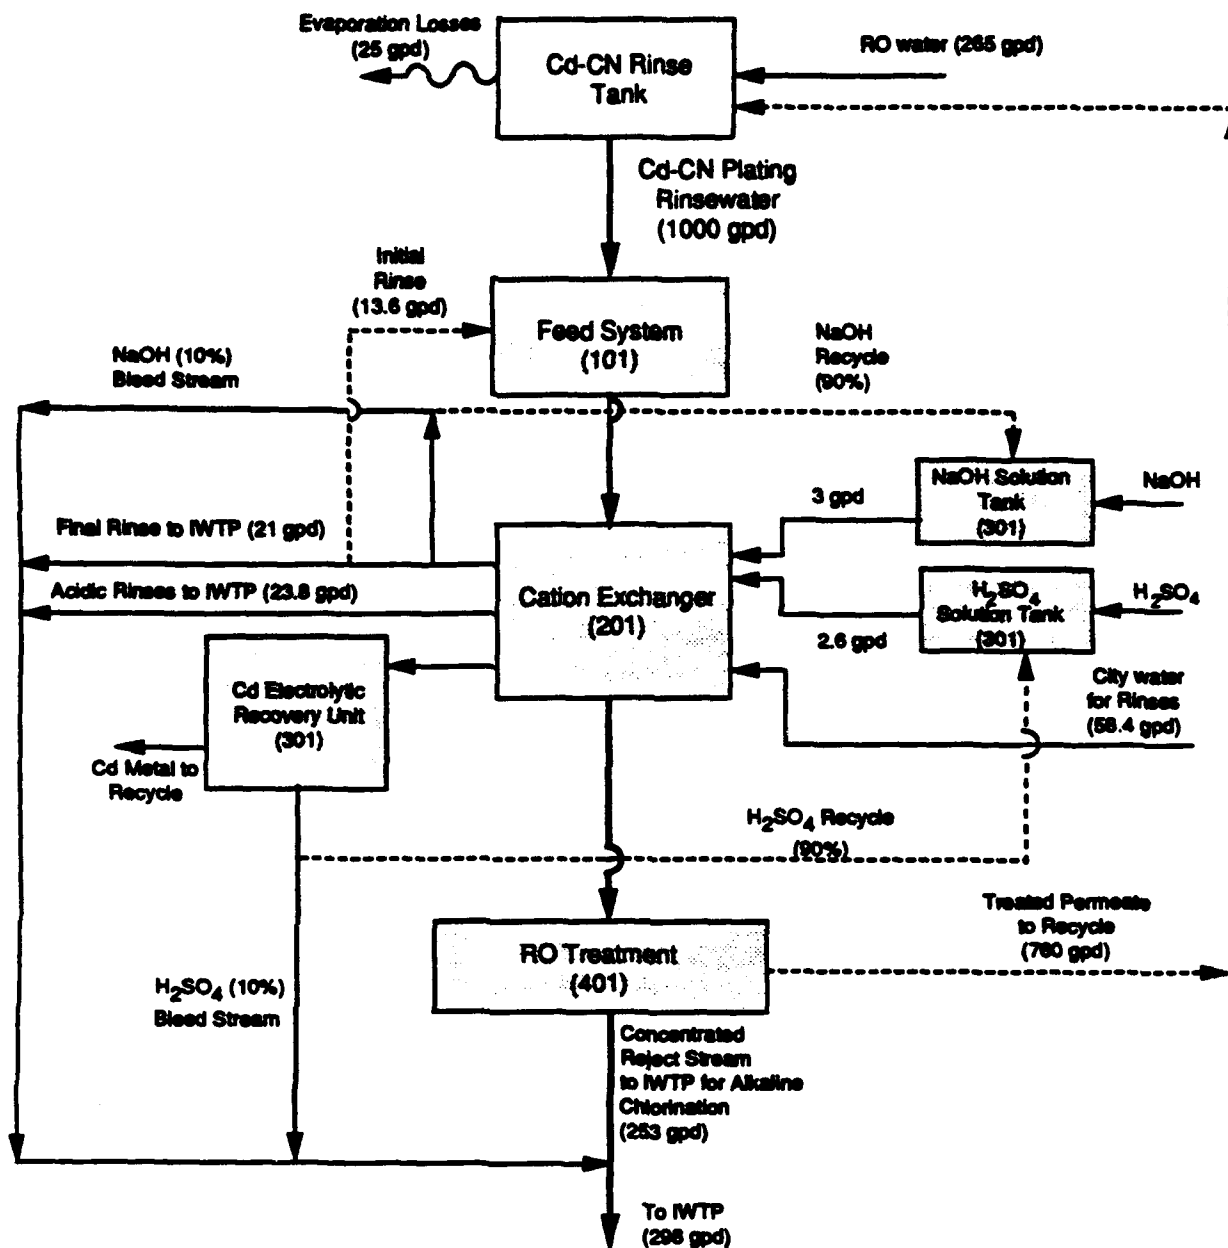 Evaporation Losses
(25 gpd)
Cd-CN Rinse
Tank
RO water (265 gpd)
Cd-CN Plating
Rinsewater
(1000 gpd)
Initial
Rinse
(13.6 gpd)
Feed System
(101)
NaOH
Recycle
(90%)
NaOH (10%)
Bleed Stream
NaOH Solution
Tank
(301)
NaOH
3 gpd
Final Rinse to IWTP (21 gpd)
Acidic Rinses to IWTP (23.8 gpd)
Cation Exchanger
(201)
H2SO4
Solution Tank
(301)
H2SO4
2.6 gpd
City water
for Rinses
(58.4 gpd)
Cd Electrolytic
Recovery Unit
(301)
Cd Metal to
Recycle
H2SO4 Recycle
(90%)
Treated Permeate
to Recycle
(760 gpd)
RO Treatment
(401)
H2SO4 (10%)
Bleed Stream
Concentrated
Reject Stream
to IWTP for Alkaline
Chlorination
(253 gpd)
To IWTP
(298 gpd)